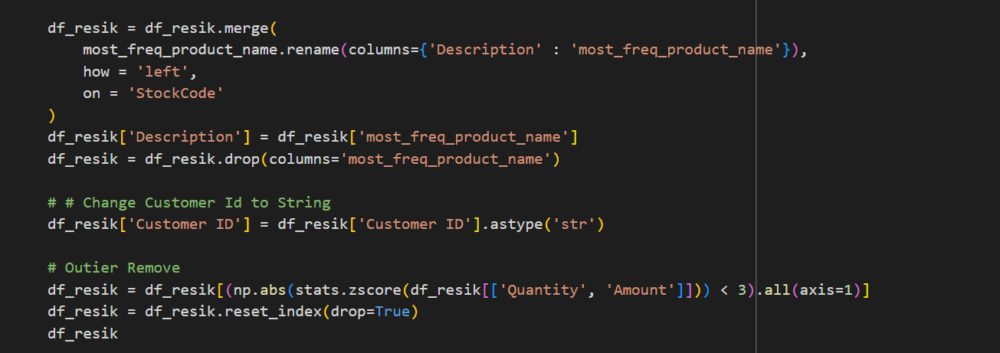 df_resik = df_resik.merge(
    most_freq_product_name.rename(columns={'Description' : 'most_freq_product_name'}),
    how = 'left',
    on = 'StockCode'
)
df_resik['Description'] = df_resik['most_freq_product_name']
df_resik = df_resik.drop(columns='most_freq_product_name')

# # Change Customer Id to String
df_resik['Customer ID'] = df_resik['Customer ID'].astype('str')

# Outier Remove
df_resik = df_resik[(np.abs(stats.zscore(df_resik[['Quantity', 'Amount']])) < 3).all(axis=1)]
df_resik = df_resik.reset_index(drop=True)
df_resik